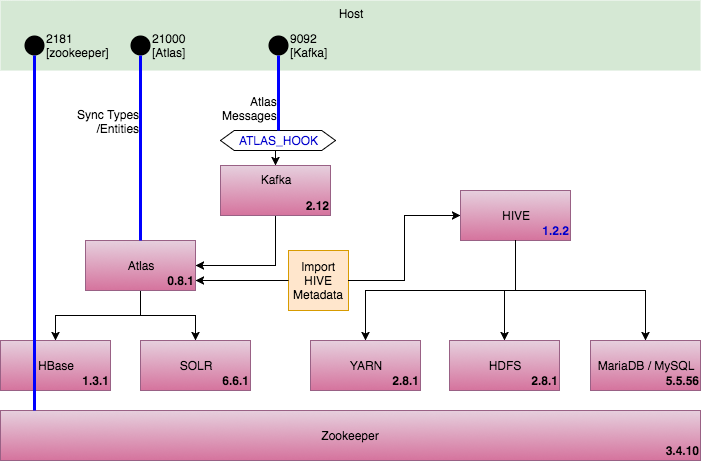 Host
2181
[zookeeper]
21000
[Atlas]
9092
[Kafka]
Sync Types
/Entities
Atlas
Messages
ATLAS_HOOK
Kafka
2.12
HIVE
1.2.2
Atlas
0.8.1
Import
HIVE
Metadata
HBase
1.3.1
SOLR
6.6.1
YARN
2.8.1
HDFS
2.8.1
MariaDB / MySQL
5.5.56
Zookeeper
3.4.10